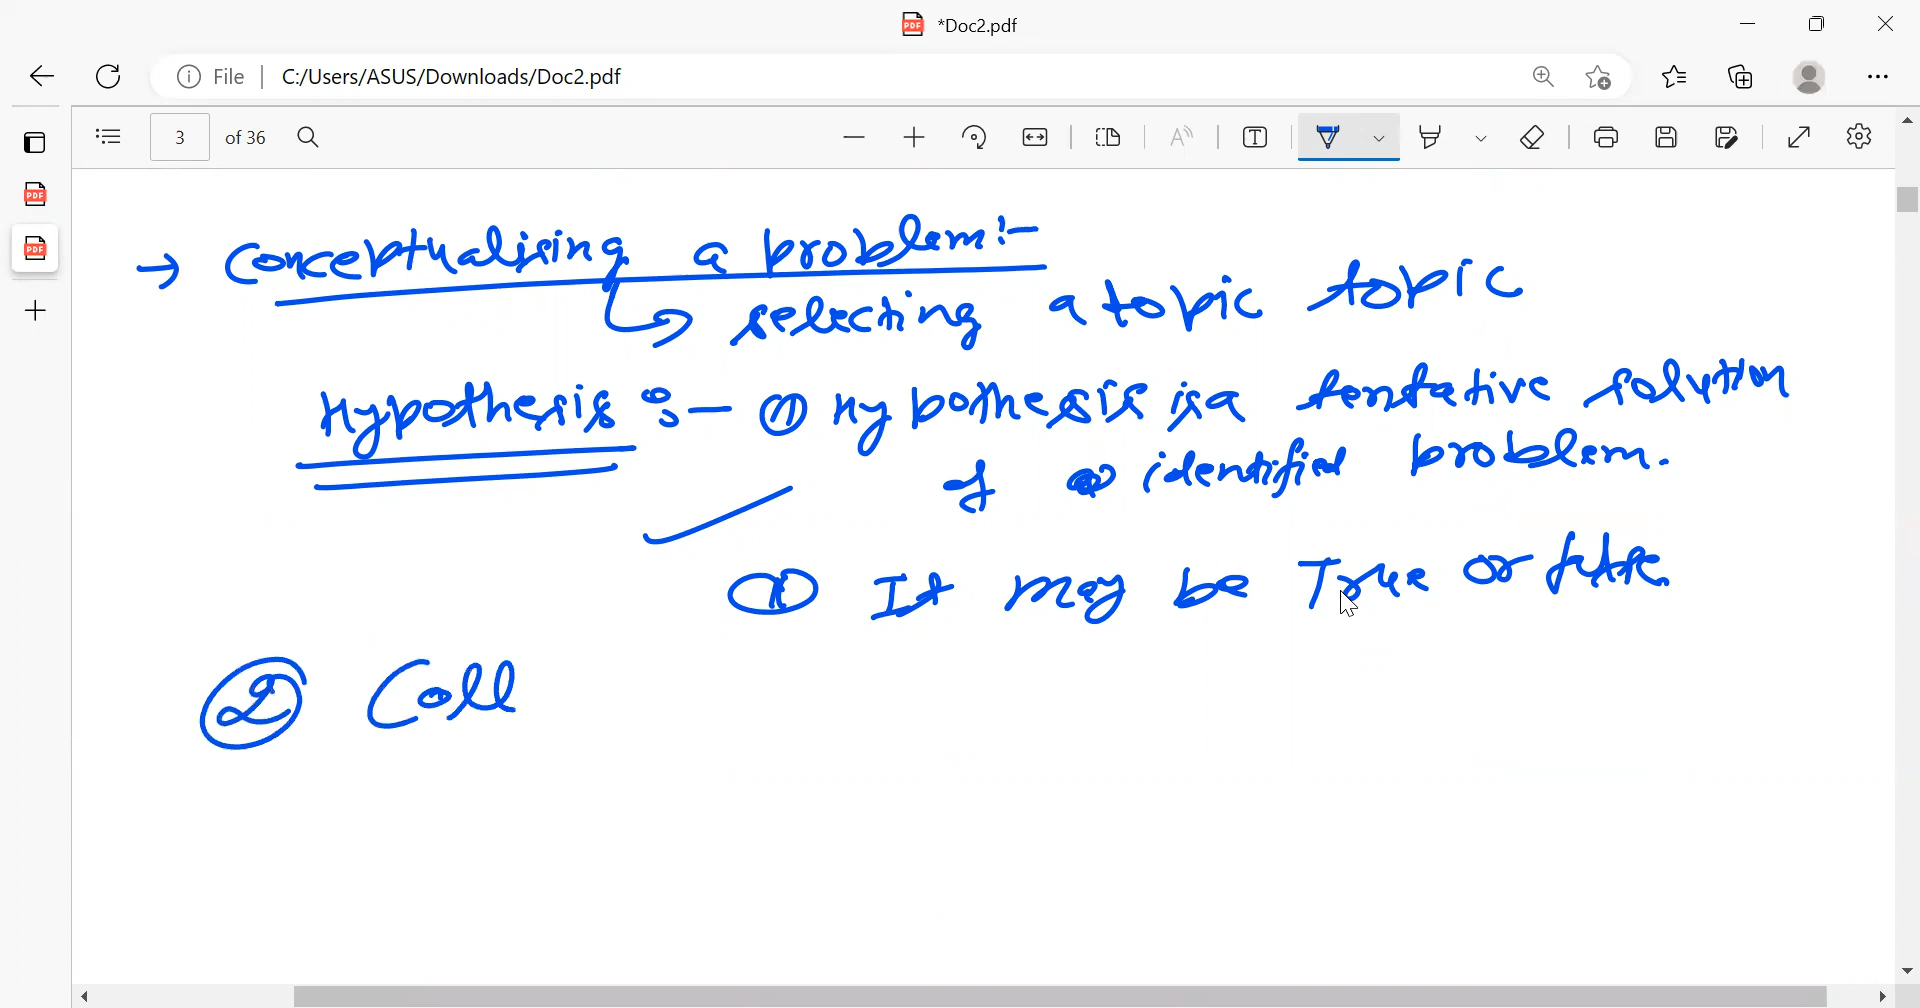 *Doc2.pdf
File | C:/Users/ASUS/Downloads/Doc2.pdf
3 of 36
→ Conceptualising a problem:-
selecting a topic topic
Hypothesis :- ① Hypothesis is a tentative solution
of identified problem.
It may be True or false.
② Coll